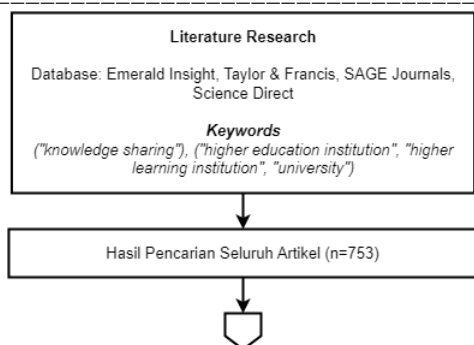 Literature Research
Database: Emerald Insight, Taylor & Francis, SAGE Journals,
Science Direct
Keywords
("knowledge sharing"), ("higher education institution", "higher
learning institution", "university")
Hasil Pencarian Seluruh Artikel (n=753)